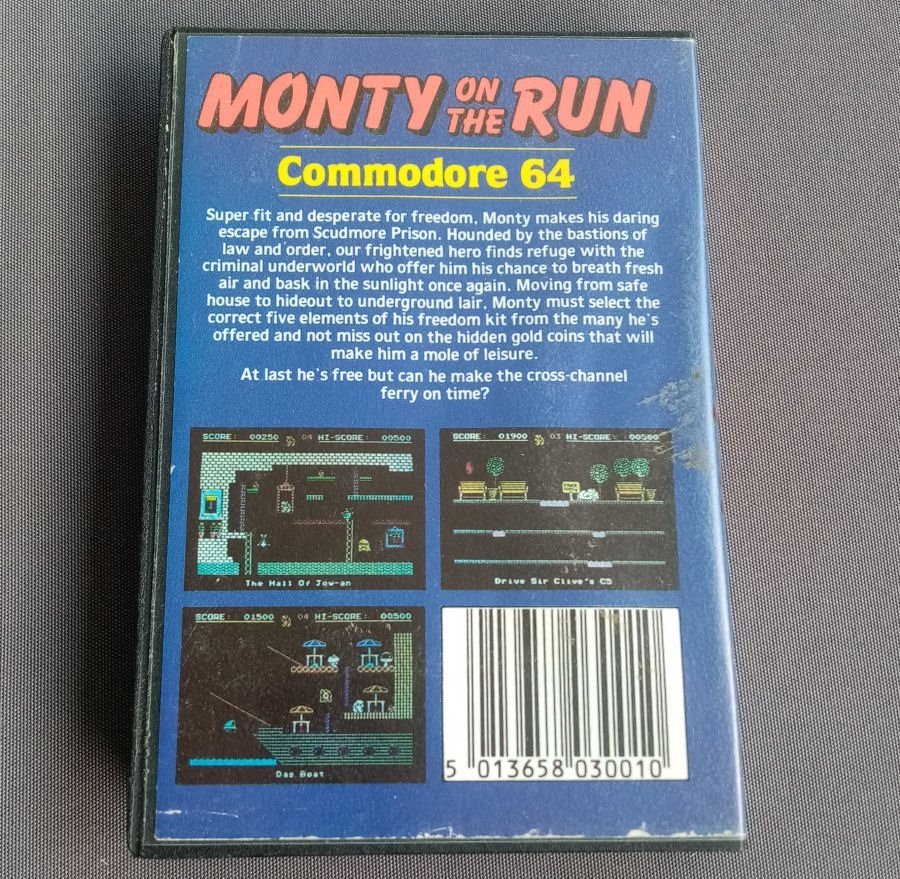 MONTY ON THE RUN
Commodore 64
Super fit and desperate for freedom, Monty makes his daring
escape from Scudmore Prison. Hounded by the bastions of
law and order, our frightened hero finds refuge with the
criminal underworld who offer him his chance to breath fresh
air and bask in the sunlight once again. Moving from safe
house to hideout to underground lair, Monty must select the
correct five elements of his freedom kit from the many he's
offered and not miss out on the hidden gold coins that will
make him a mole of leisure.
At last he's free but can he make the cross-channel
ferry on time?
SCORE: 00250 04 HI-SCORE: 00500
The Hall Of Jow-an
SCORE: 01900 03 HI-SCORE: 00500
Drive Sir Clive's C5
SCORE: 01500 04 HI-SCORE: 00500
Das Boat
5 013658 030010